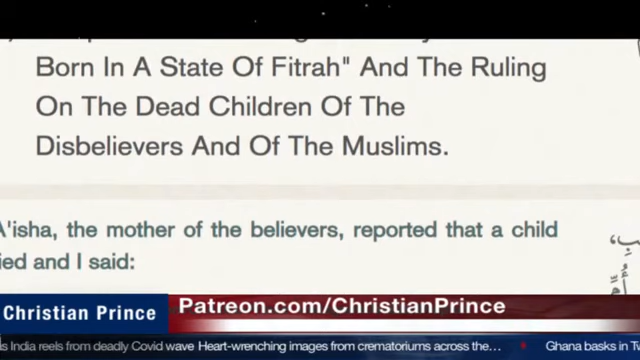 Born In A State Of Fitrah" And The Ruling
On The Dead Children Of The
Disbelievers And Of The Muslims.
A'isha, the mother of the believers, reported that a child
ied and I said:
Christian Prince
Patreon.com/ChristianPrince
as India reels from deadly Covid wave Heart-wrenching images from crematoriums across the... Ghana basks in Tw